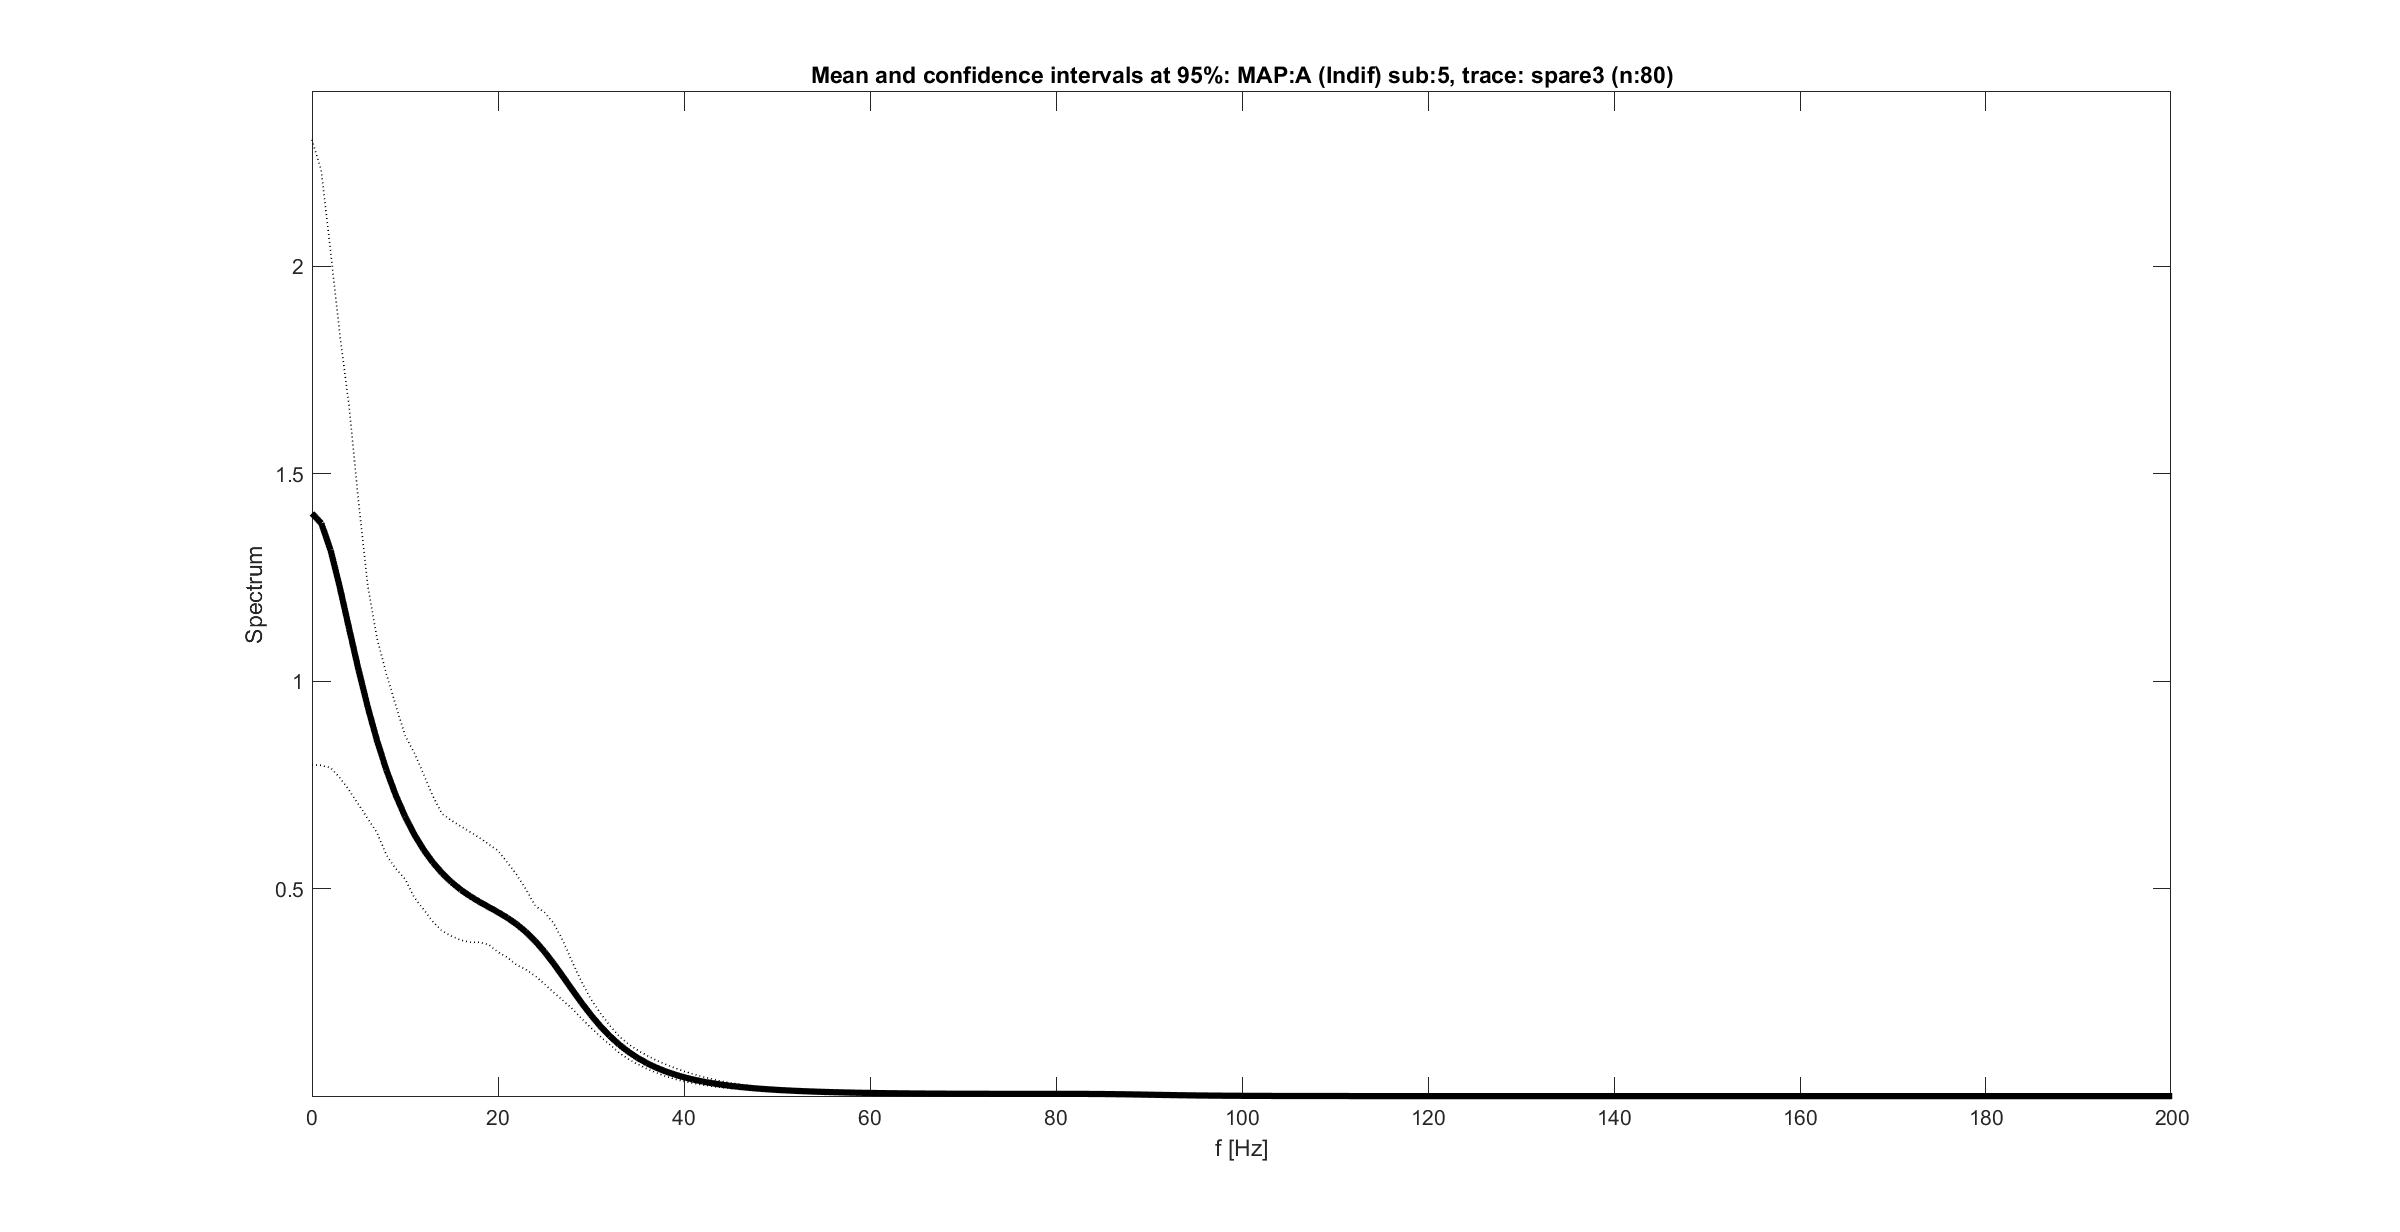 Mean and confidence intervals at 95%: MAP:A (Indif) sub:5, trace: spare3 (n:80)
2
1.5
1
0.5
Spectrum
0 20 40 60 80 100 120 140 160 180 200
f [Hz]